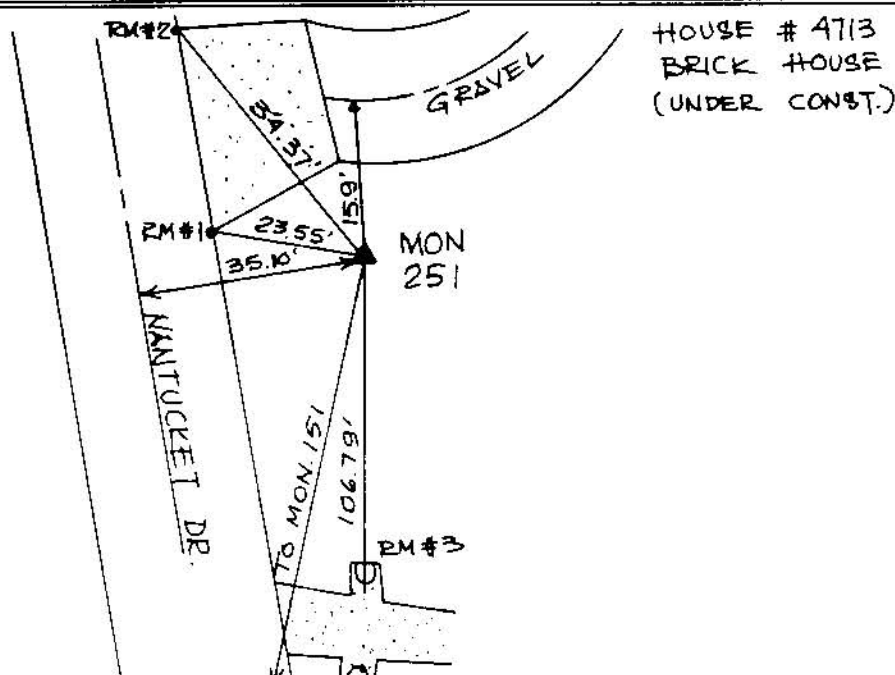 RM#2
HOUSE # 4713
BRICK HOUSE
(UNDER CONST.)
GRAVEL
34.37'
15.9'
RM#1
23.55'
35.10'
MON
251
NANTUCKET DR.
TO MON. 151
106.79'
RM#3